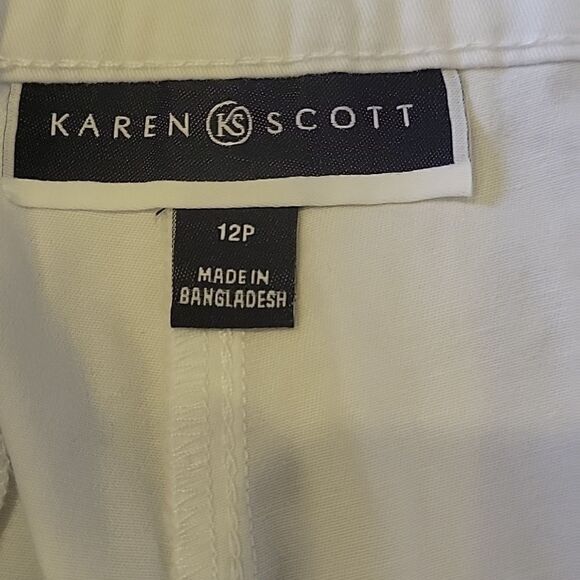 KAREN KS SCOTT
12P
MADE IN
BANGLADESH